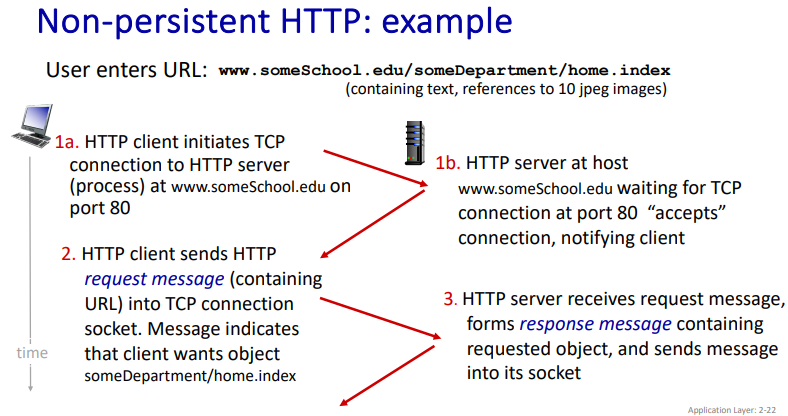 Non-persistent HTTP: example
User enters URL: www.someSchool.edu/someDepartment/home.index
(containing text, references to 10 jpeg images)
1a. HTTP client initiates TCP
connection to HTTP server
(process) at www.someSchool.edu on
port 80
1b. HTTP server at host
www.someSchool.edu waiting for TCP
connection at port 80 “accepts”
connection, notifying client
2. HTTP client sends HTTP
request message (containing
URL) into TCP connection
socket. Message indicates
that client wants object
someDepartment/home.index
3. HTTP server receives request message,
forms response message containing
requested object, and sends message
into its socket
time
Application Layer: 2-22